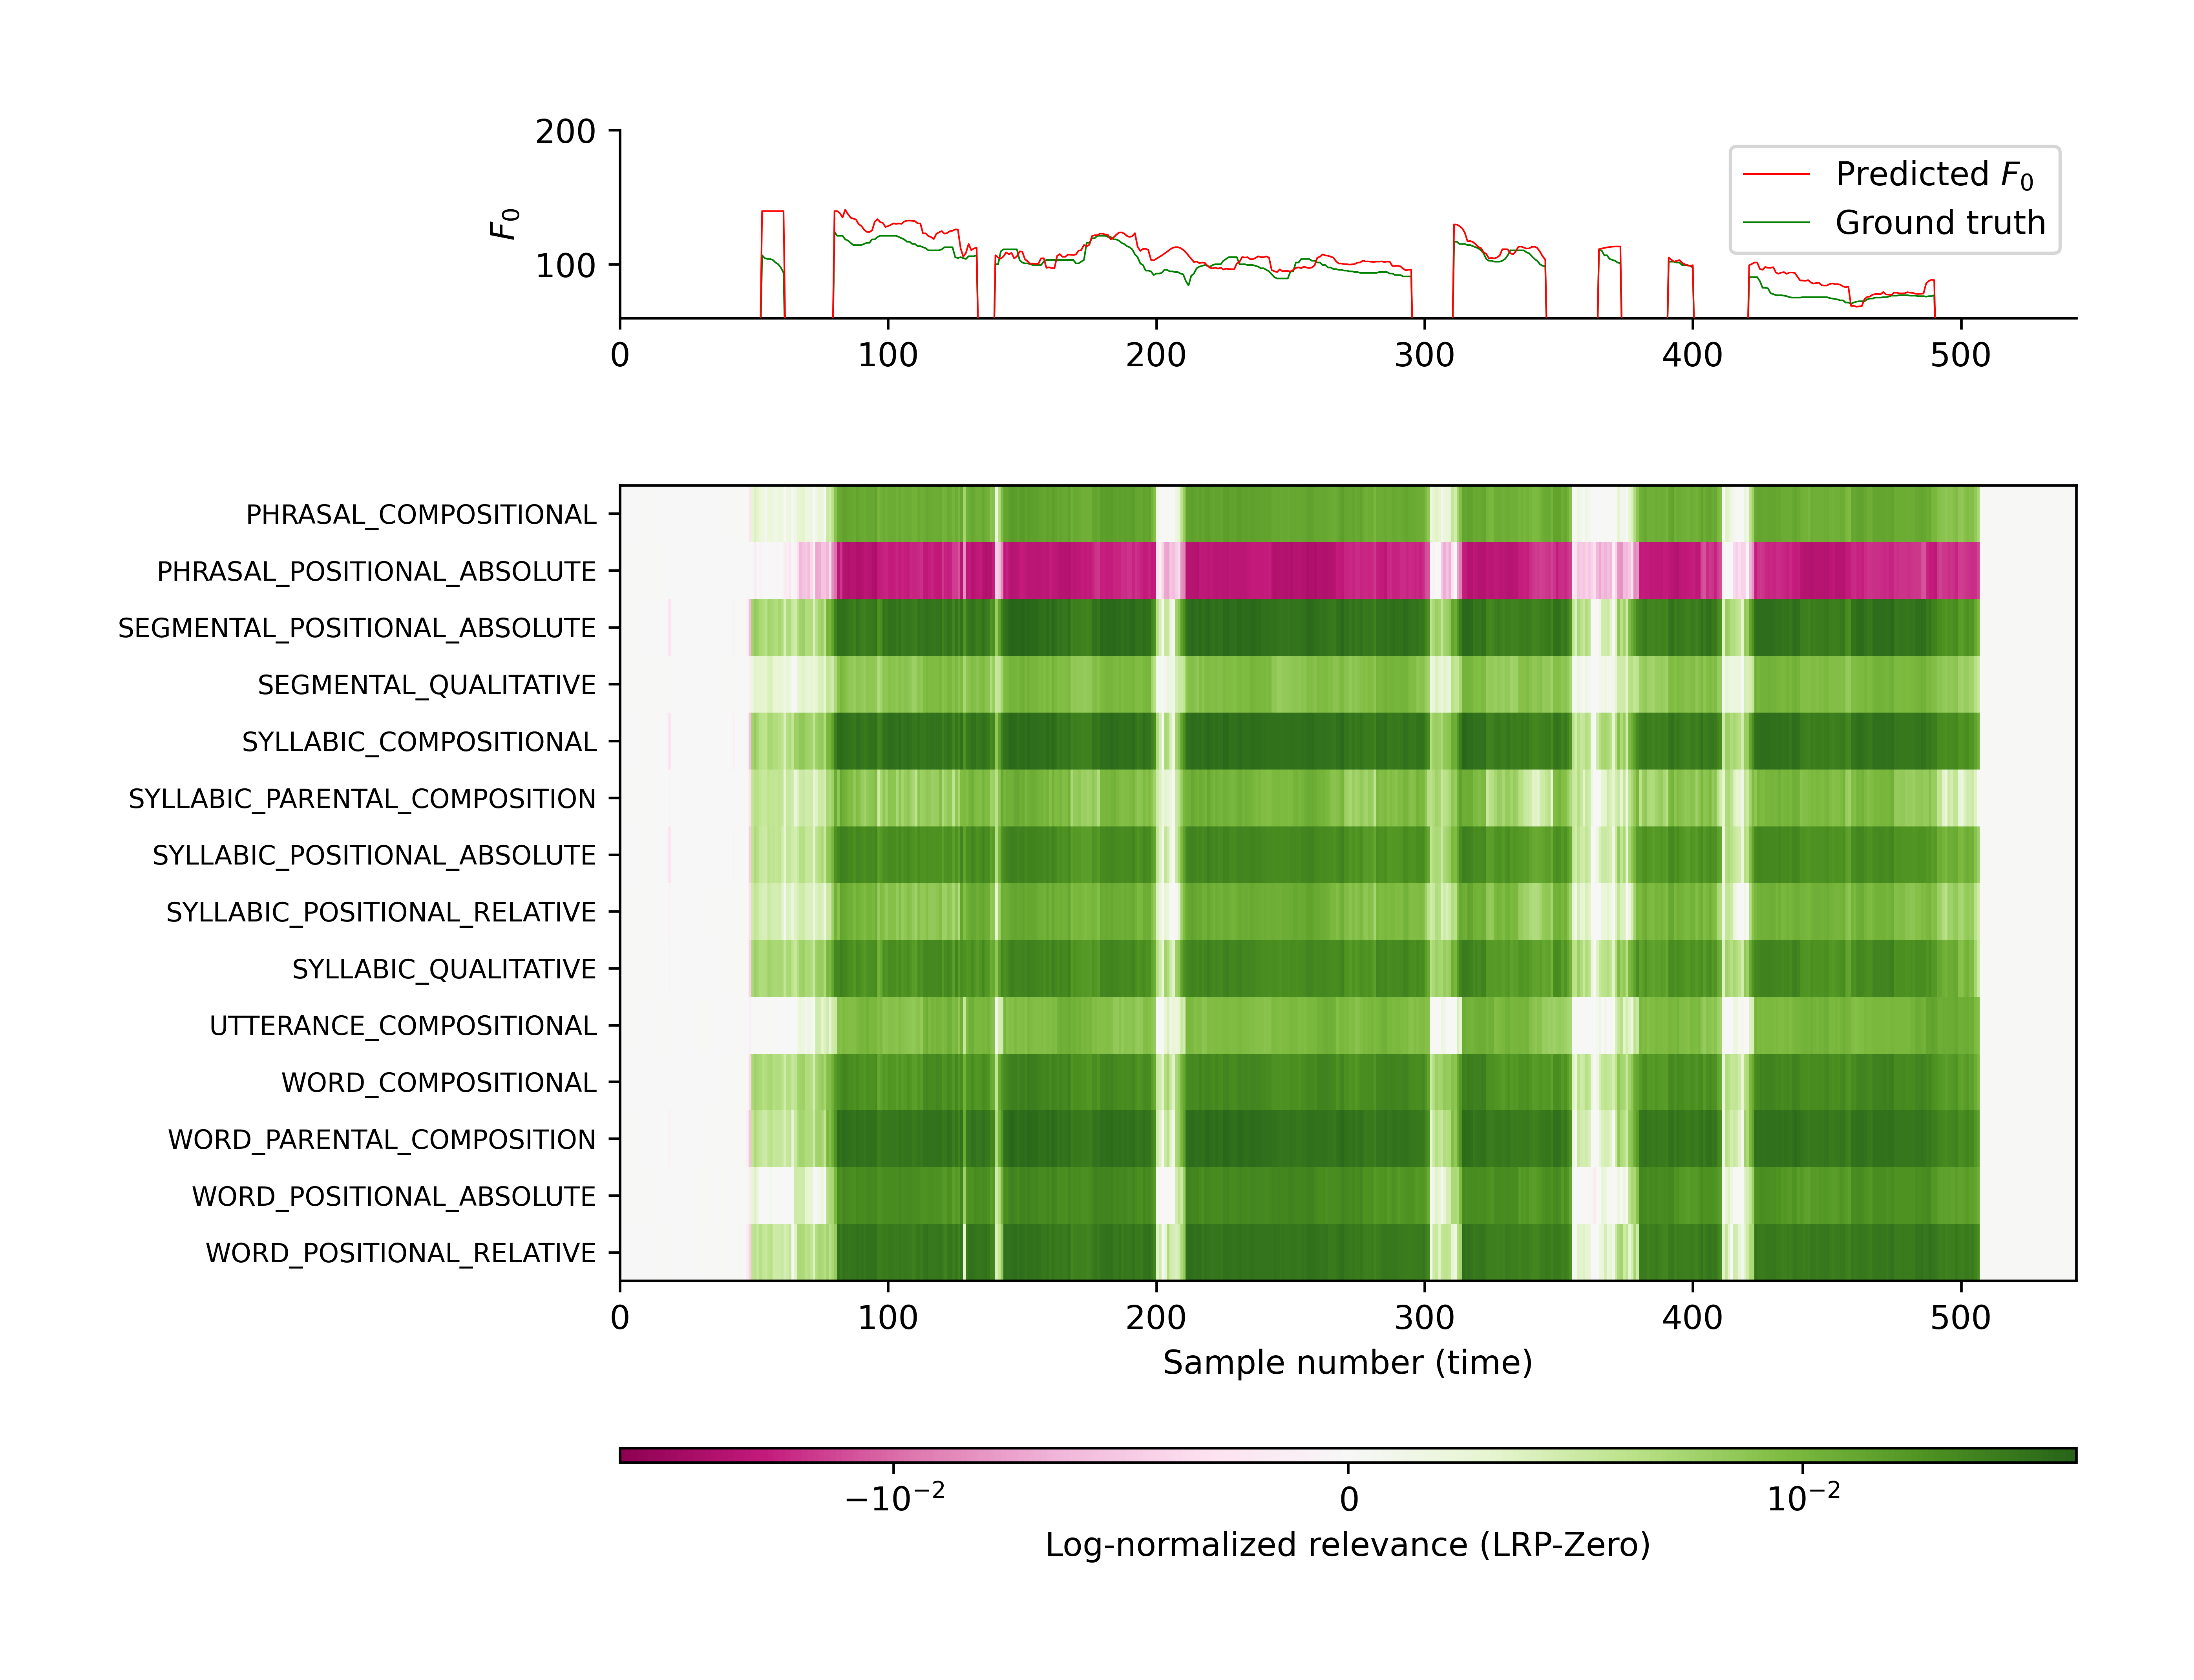 200
100
F₀
Predicted F₀
Ground truth
0 100 200 300 400 500
PHRASAL_COMPOSITIONAL
PHRASAL_POSITIONAL_ABSOLUTE
SEGMENTAL_POSITIONAL_ABSOLUTE
SEGMENTAL_QUALITATIVE
SYLLABIC_COMPOSITIONAL
SYLLABIC_PARENTAL_COMPOSITION
SYLLABIC_POSITIONAL_ABSOLUTE
SYLLABIC_POSITIONAL_RELATIVE
SYLLABIC_QUALITATIVE
UTTERANCE_COMPOSITIONAL
WORD_COMPOSITIONAL
WORD_PARENTAL_COMPOSITION
WORD_POSITIONAL_ABSOLUTE
WORD_POSITIONAL_RELATIVE
0 100 200 300 400 500
Sample number (time)
−10⁻² 0 10⁻²
Log-normalized relevance (LRP-Zero)